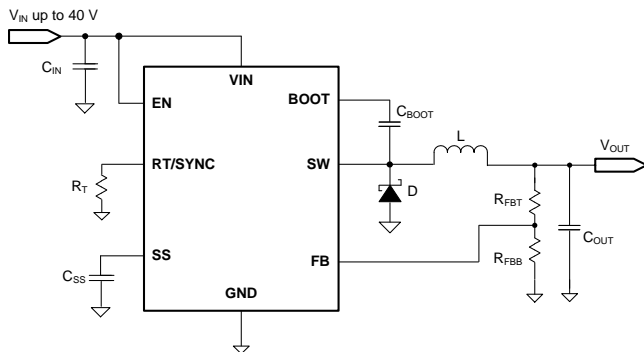 V_IN up to 40 V
C_IN
VIN
EN
BOOT
C_BOOT
L
RT/SYNC
SW
V_OUT
R_T
D
R_FBT
C_OUT
SS
FB
R_FBB
C_SS
GND